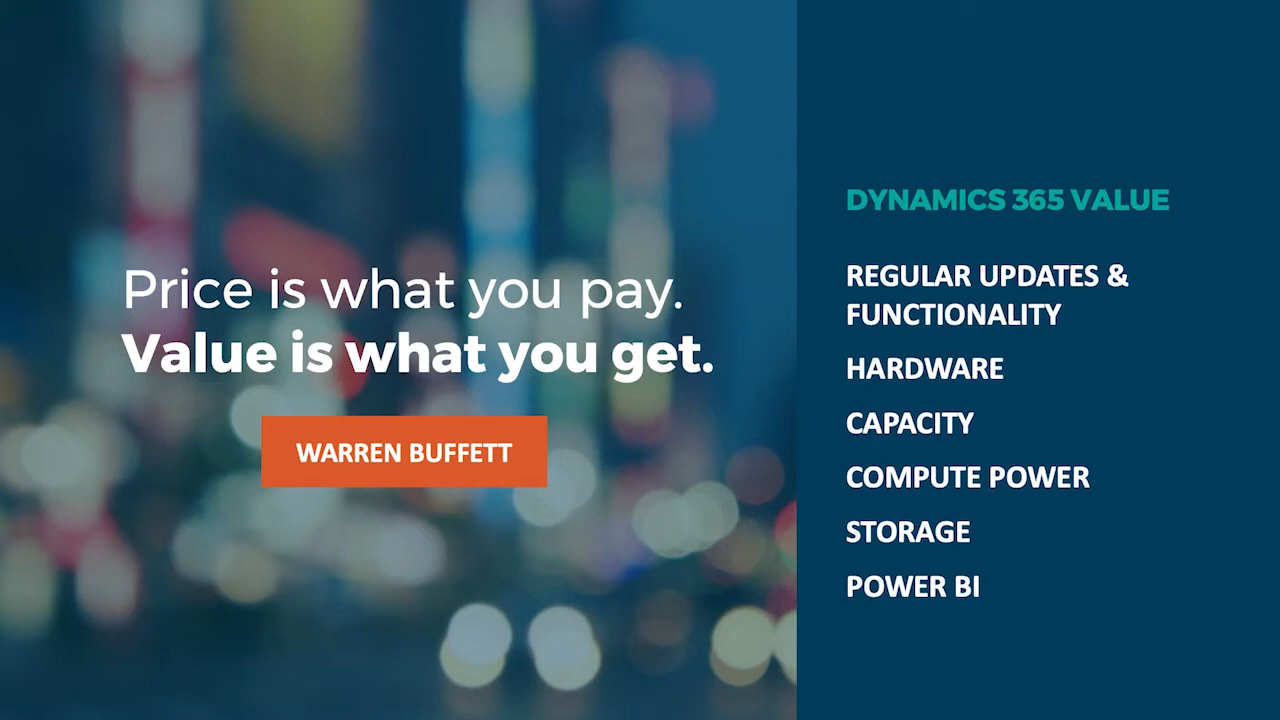 Price is what you pay.
Value is what you get.
WARREN BUFFETT
DYNAMICS 365 VALUE
REGULAR UPDATES &
FUNCTIONALITY
HARDWARE
CAPACITY
COMPUTE POWER
STORAGE
POWER BI